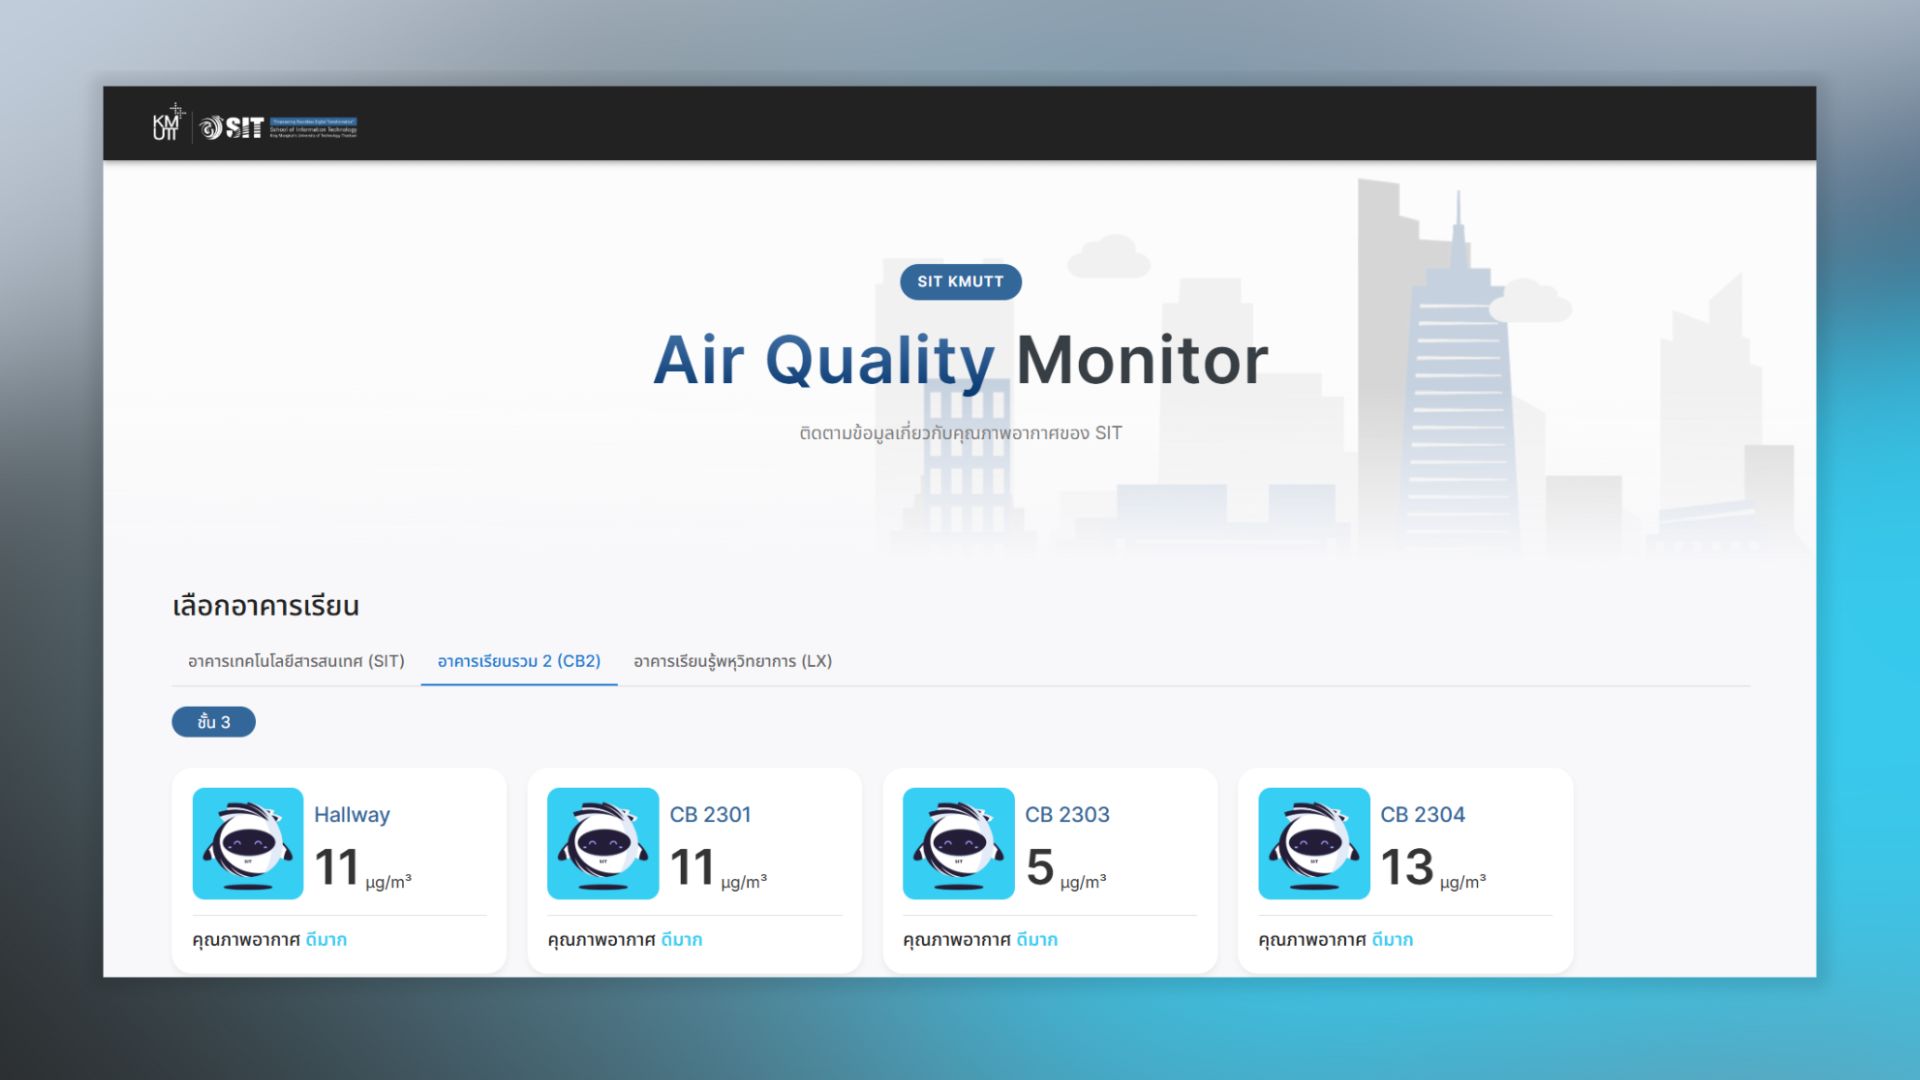 KMUTT
SIT
School of Information Technology
SIT KMUTT
Air Quality Monitor
ติดตามข้อมูลเกี่ยวกับคุณภาพอากาศของ SIT
เลือกอาคารเรียน
อาคารเทคโนโลยีสารสนเทศ (SIT) อาคารเรียนรวม 2 (CB2) อาคารเรียนรู้พหุวิทยาการ (LX)
ชั้น 3
Hallway
11 µg/m³
คุณภาพอากาศ ดีมาก
CB 2301
11 µg/m³
คุณภาพอากาศ ดีมาก
CB 2303
5 µg/m³
คุณภาพอากาศ ดีมาก
CB 2304
13 µg/m³
คุณภาพอากาศ ดีมาก